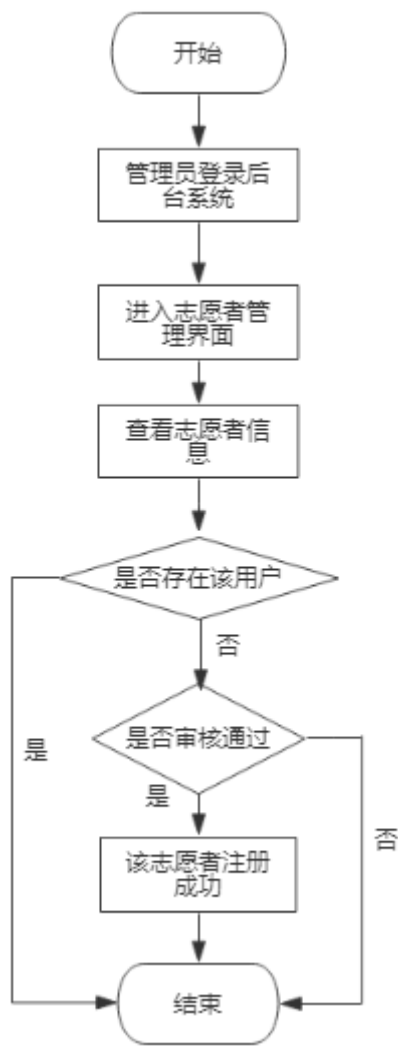 开始
管理员登录后
台系统
进入志愿者管
理界面
查看志愿者信
息
是否存在该用户
否
是否审核通过
是
是
否
该志愿者注册
成功
结束